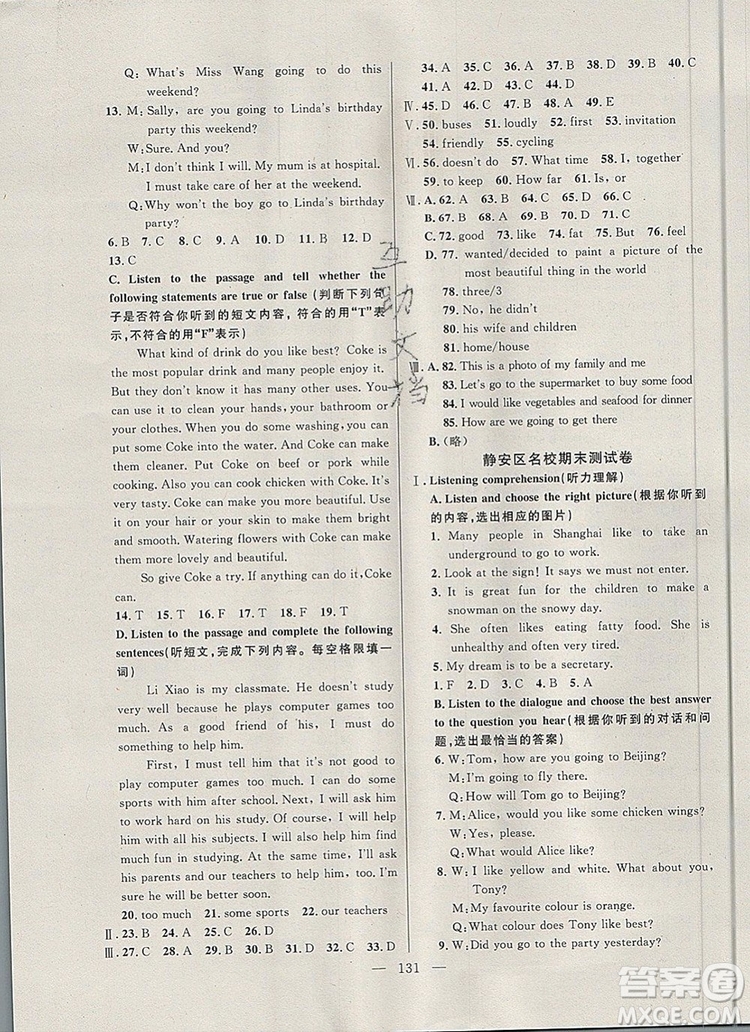 Q: What's Miss Wang going to do this
weekend?
13. M: Sally, are you going to Linda's birthday
party this weekend?
W: Sure. And you?
M: I don't think I will. My mum is at hospital.
I must take care of her at the weekend.
Q: Why won't the boy go to Linda's birthday
party?
6. B 7. C 8. C 9. C 10. A 11. B 12. D
13. C
C. Listen to the passage and tell whether the
following statements are true or false(判断下列句
子是否符合你听到的短文内容，符合的用"T"表
示，不符合的用"F"表示)
What kind of drink do you like best? Coke is
the most popular drink and many people enjoy it.
But do you know it has many other uses. You can
use it to clean your hands, your bathroom or
your clothes. When you do some washing, you can
put some Coke into the water. And Coke can also
be used in cooking. Put Coke on beef or pork while
cooking can make them smell nice. Coke eggs are
very tasty. Coke can make you more beautiful. Use
it on your hair or your skin to make them bright
and smooth. Watering flowers with Coke can make
them more lovely and beautiful.
So give Coke a try. If anything can do it, Coke
can.
14. T 15. T 16. F 17. T 18. T 19. F
D. Listen to the passage and complete the following
sentences(听短文，完成下列内容。每空格限填一
词)
Li Xiao is my classmate. He doesn't study
very well because he plays computer games too
much. As a good friend of his, I must do
something to help him.
First, I must tell him that it is not good to play
computer games too much. I can do some
sports with him after school. Next, I will ask him
to work hard on his study. I should also help
him with all his subjects. I will also help him find
much fun in studying. At last, I think I will ask
his parents and our teachers to help him. I'm sure
he will be better soon.
20. too much 21. some sports 22. our teachers
Ⅱ. 23. B 24. C 25. D 26. A
Ⅲ. 27. C 28. A 29. D 30. C 31. D 32. D 33. A
34. A 35. C 36. A 37. C 38. D 39. B 40. C
41. A 42. C 43. B 44. C
Ⅳ. 45. D 46. B 47. C 48. A 49. E
Ⅴ. 50. buses 51. loudly 52. first 53. invitation
54. friendly 55. cycling
Ⅵ. 56. doesn't do 57. What time 58. I, together
59. to keep 60. How far 61. Is, or
Ⅶ. A. 62. A 63. C 64. A 65. D 66. B 67. C
B. 67. D 68. A 69. D 70. B 71. A
C. 72. good 73. like 74. But 75. other 76. feel
D. 77. wanted/decided to paint a picture of the
most beautiful thing in the world
78. three/3
79. No, he didn't
80. his wife and children
81. home/house
Ⅷ. A. 82. This is a photo of my family and me
83. Let's go to the supermarket to buy some food
84. I would like vegetables and seafood for dinner
85. How are you going to get there
B. (略)
静安区名校期末测试卷
Ⅰ. Listening comprehension(听力理解)
A. Listen and choose the right picture(根据你听到
的内容，选出相应的图片)
1. Many people in Shanghai like to take
underground to go to work.
2. Look at the sign! It says we must not enter.
3. It is great fun for the children to make a
snowman on the snowy day.
4. She often likes eating fatty food. She is
unhealthy and often very tired.
5. My dream is to be a secretary.
1. F 2. D 3. C 4. B 5. A
B. Listen to the dialogue and choose the best answer
to the question you hear(根据你听到的对话和问
题，选出最恰当的答案)
6. W: Tom, how are you going to Beijing?
M: I'm going to fly there.
Q: How will Tom go to Beijing?
7. M: Alice, would you like some chicken wings?
W: Yes, please.
Q: What would Alice like?
8. W: I like yellow and white. What about you,
Tony?
M: My favourite colour is orange.
Q: What colour does Tony like best?
9. W: Did you go to the party yesterday?
— 131 —
互动文档
答案圈
MXQE.COM